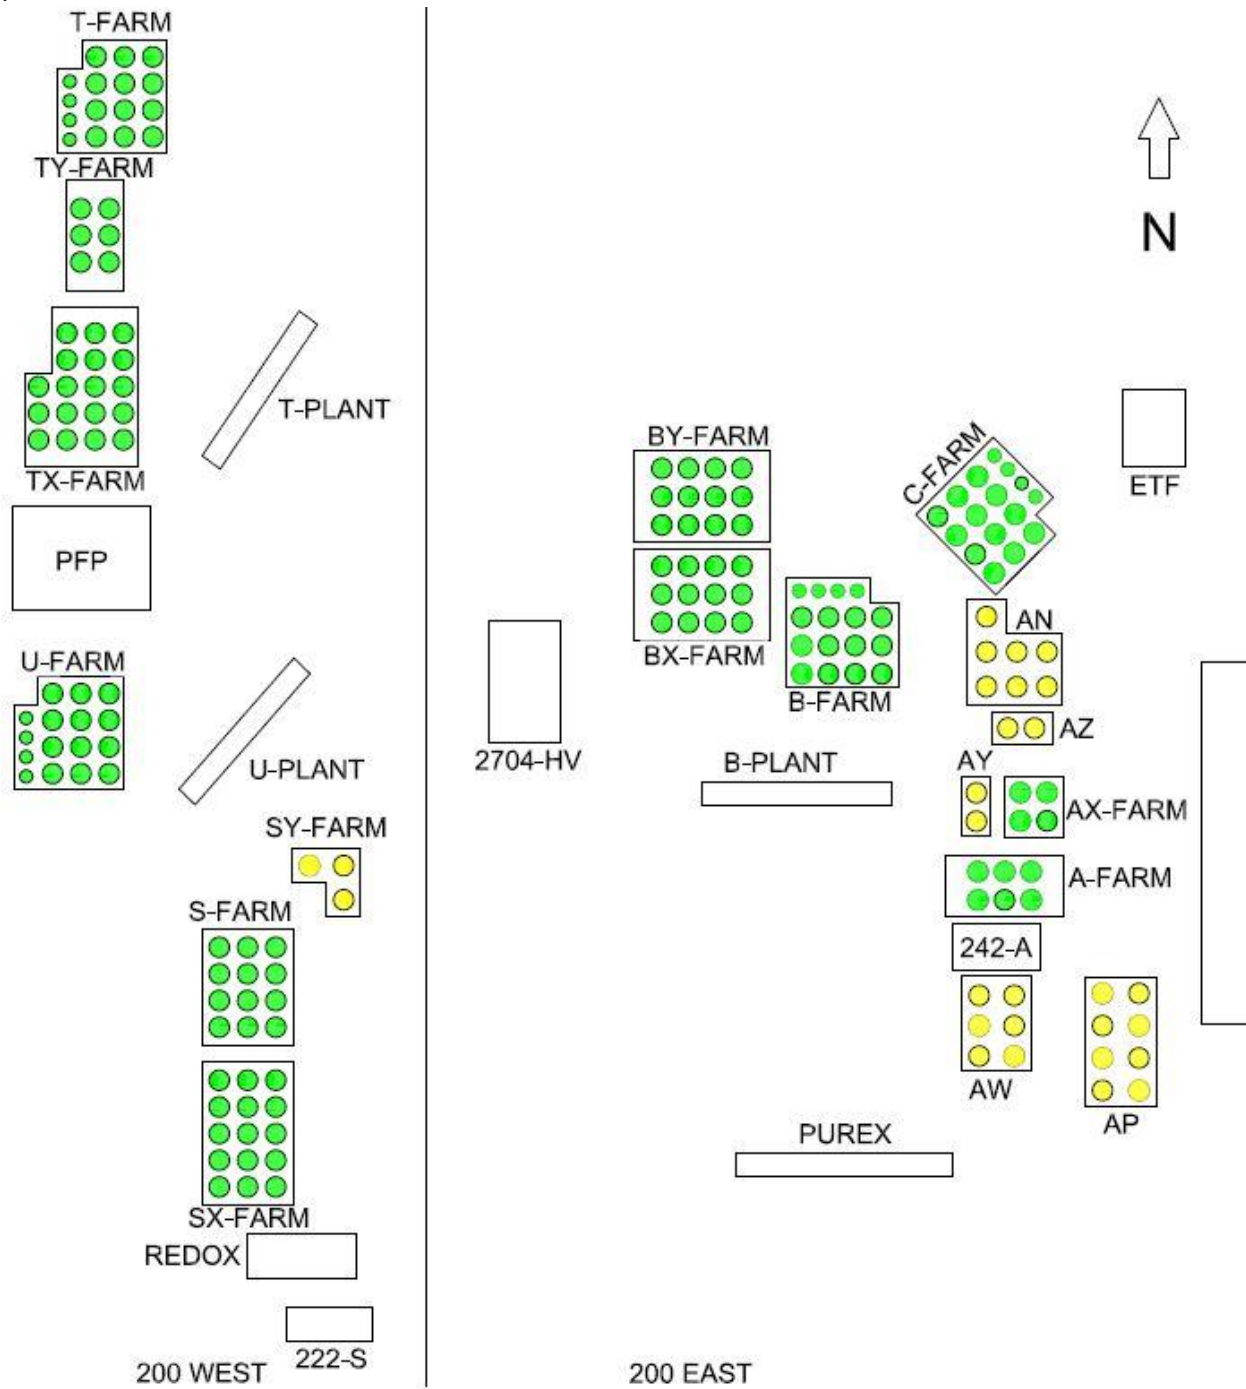 T-FARM
TY-FARM
TX-FARM
T-PLANT
PFP
U-FARM
U-PLANT
SY-FARM
S-FARM
SX-FARM
REDOX
222-S
200 WEST
N
ETF
BY-FARM
C-FARM
BX-FARM
B-FARM
AN
AZ
2704-HV
B-PLANT
AY
AX-FARM
A-FARM
242-A
AW
AP
PUREX
200 EAST